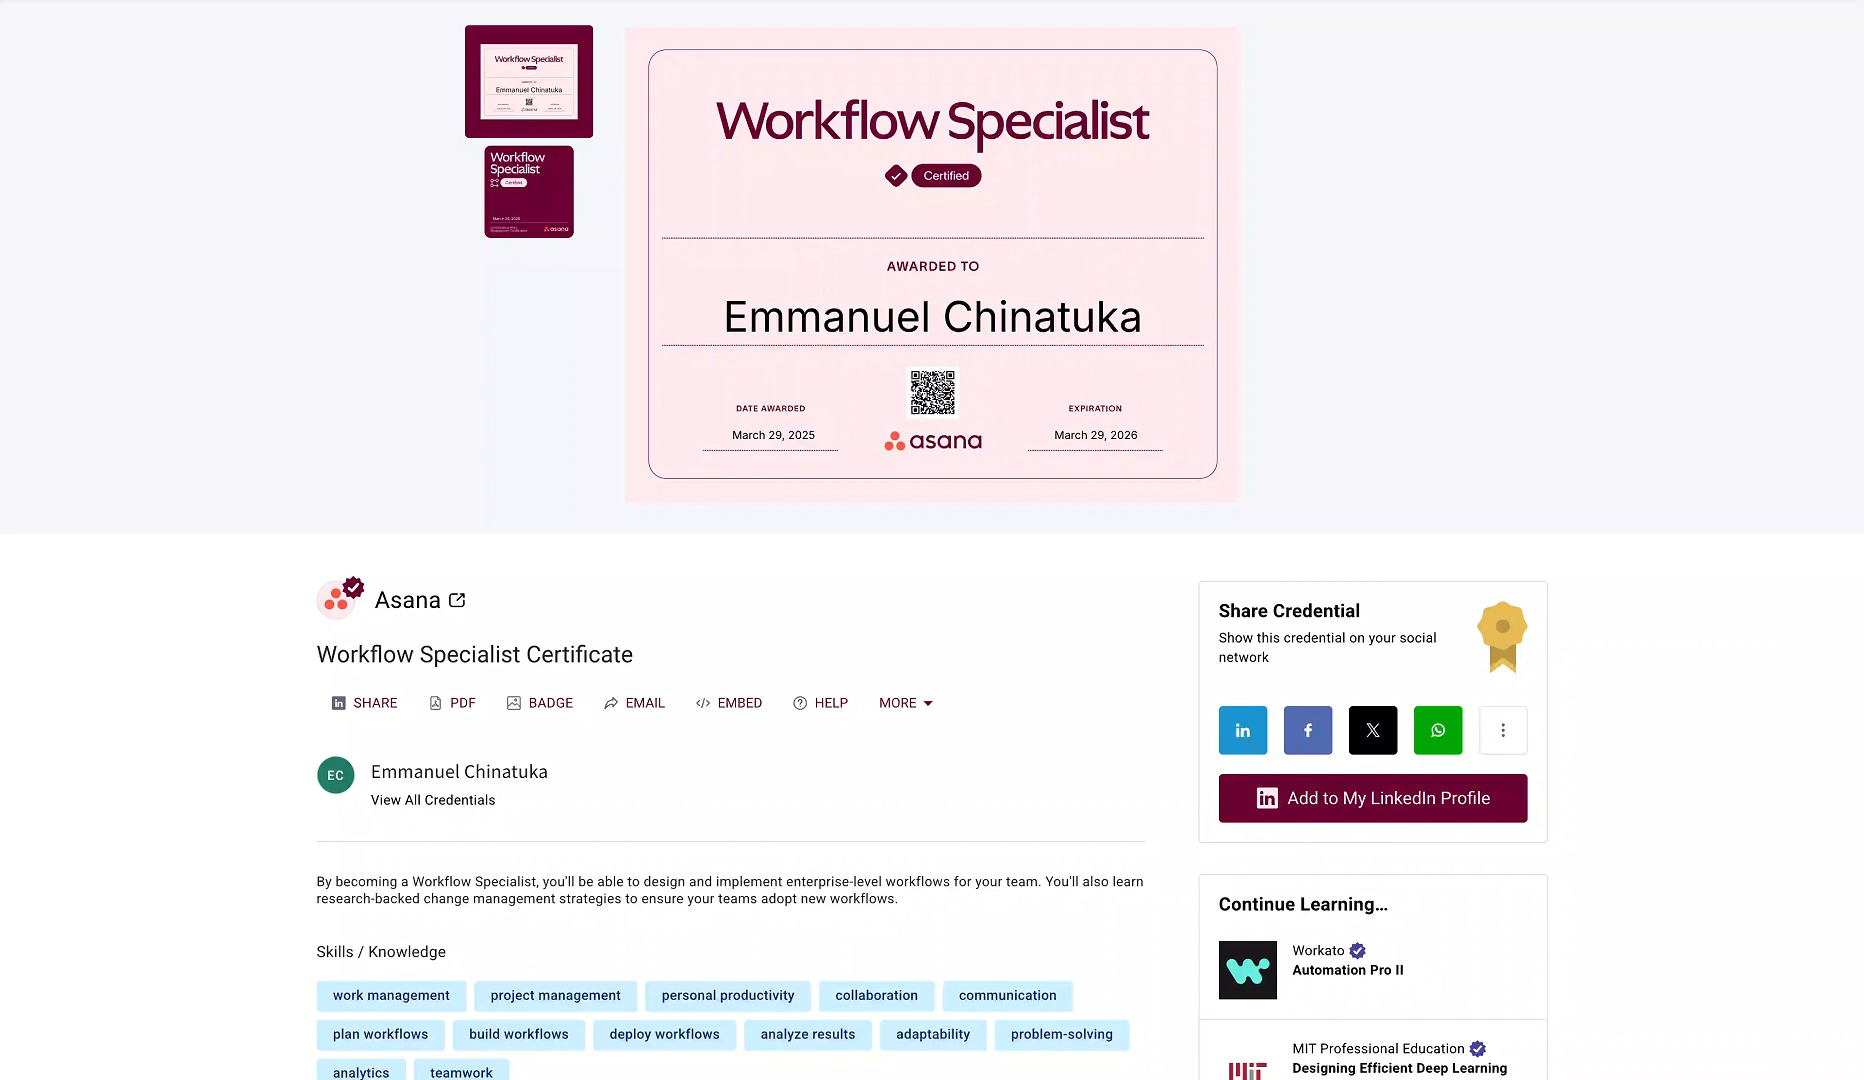 Workflow Specialist
Emmanuel Chinatuka
asana
Workflow
Specialist
Certified
March 29, 2025
asana
Workflow Specialist
Certified
AWARDED TO
Emmanuel Chinatuka
DATE AWARDED
EXPIRATION
March 29, 2025
March 29, 2026
asana
Asana
Workflow Specialist Certificate
SHARE PDF BADGE EMAIL EMBED HELP MORE
EC
Emmanuel Chinatuka
View All Credentials
By becoming a Workflow Specialist, you'll be able to design and implement enterprise-level workflows for your team. You'll also learn
research-backed change management strategies to ensure your teams adopt new workflows.
Skills / Knowledge
work management project management personal productivity collaboration communication
plan workflows build workflows deploy workflows analyze results adaptability problem-solving
analytics teamwork
Share Credential
Show this credential on your social
network
Add to My LinkedIn Profile
Continue Learning...
Workato
Automation Pro II
MIT Professional Education
Designing Efficient Deep Learning